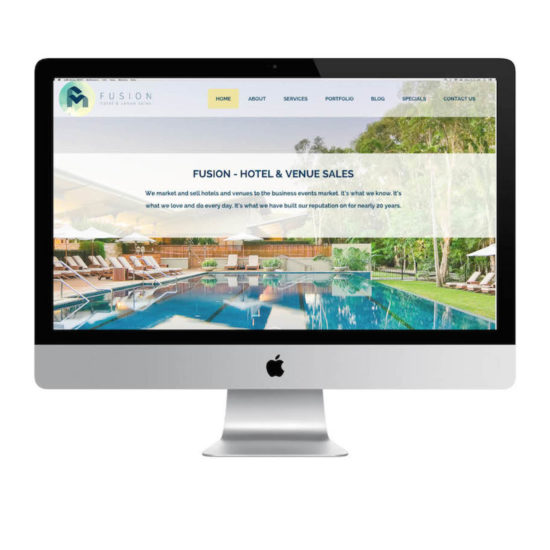 FUSION
hotel & venue sales
HOME ABOUT SERVICES PORTFOLIO BLOG SPECIALS CONTACT US
FUSION - HOTEL & VENUE SALES
We market and sell hotels and venues to the business events market. It's what we know. It's
what we love and do every day. It's what we have built our reputation on for nearly 20 years.